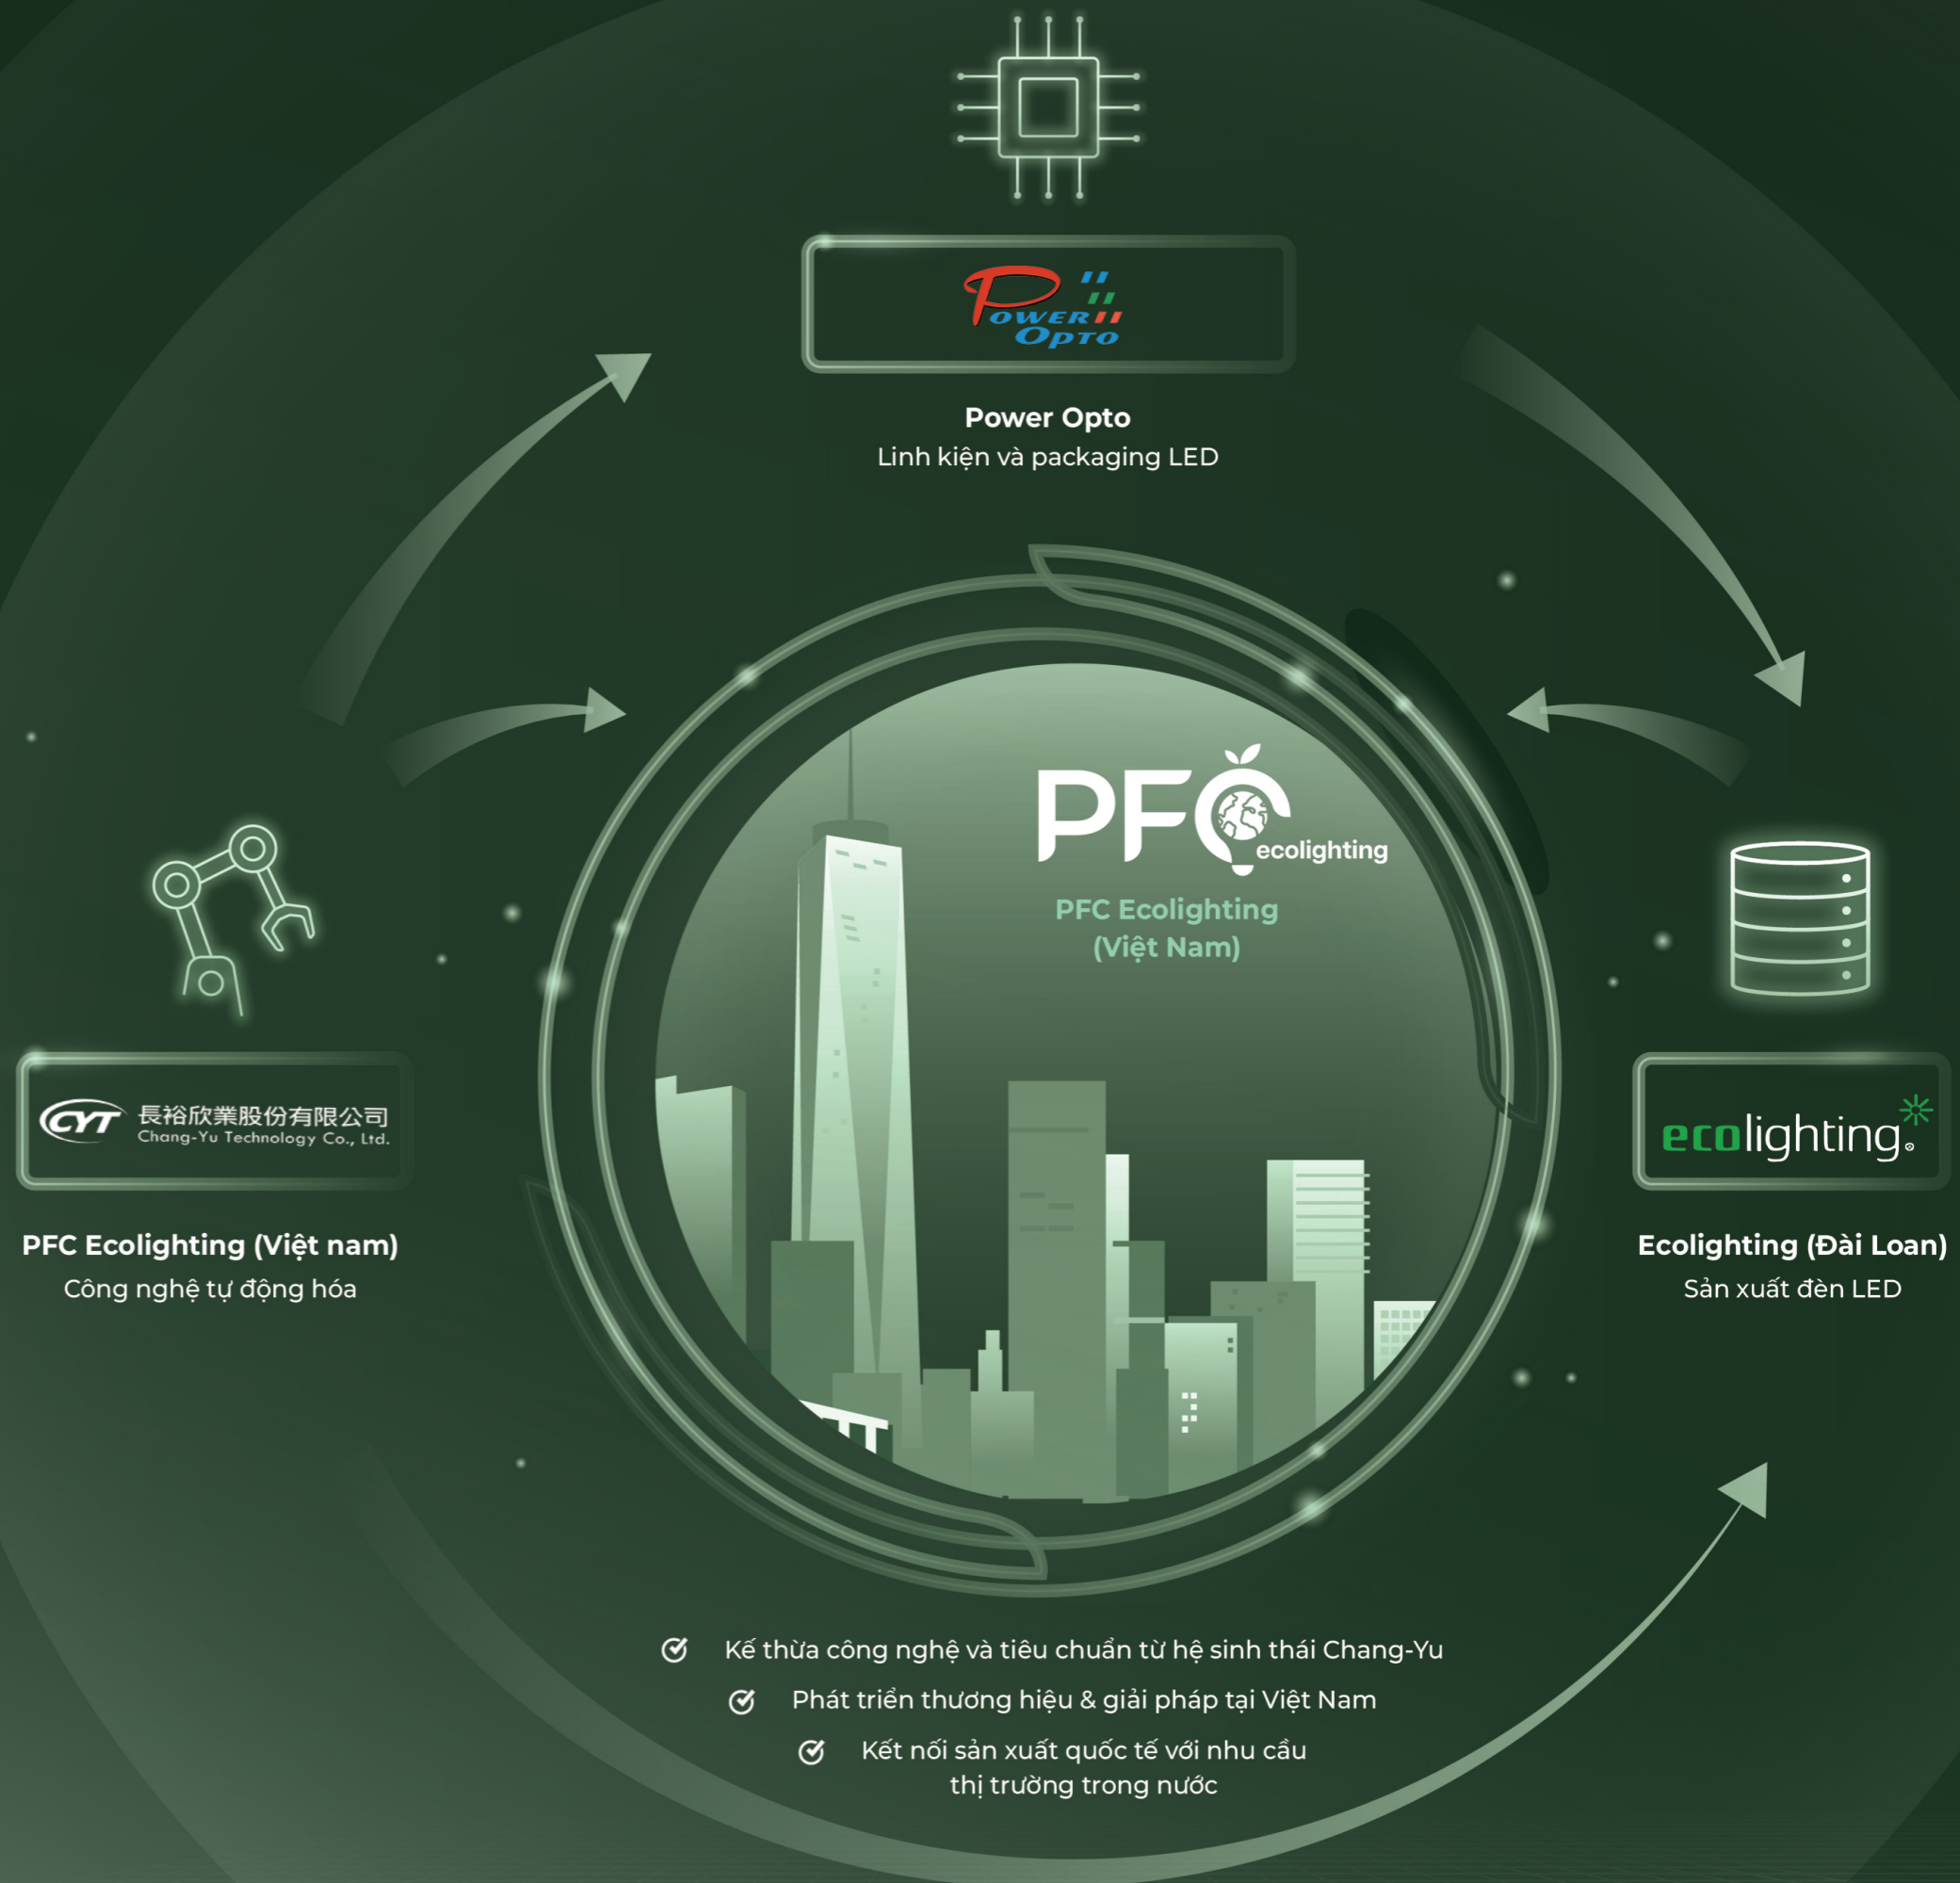 POWER
OPTO
Power Opto
Linh kiện và packaging LED
PFC
ecolighting
PFC Ecolighting
(Việt Nam)
CYT 長裕欣業股份有限公司
Chang-Yu Technology Co., Ltd.
PFC Ecolighting (Việt nam)
Công nghệ tự động hóa
ecolighting®
Ecolighting (Đài Loan)
Sản xuất đèn LED
Kế thừa công nghệ và tiêu chuẩn từ hệ sinh thái Chang-Yu
Phát triển thương hiệu & giải pháp tại Việt Nam
Kết nối sản xuất quốc tế với nhu cầu
thị trường trong nước